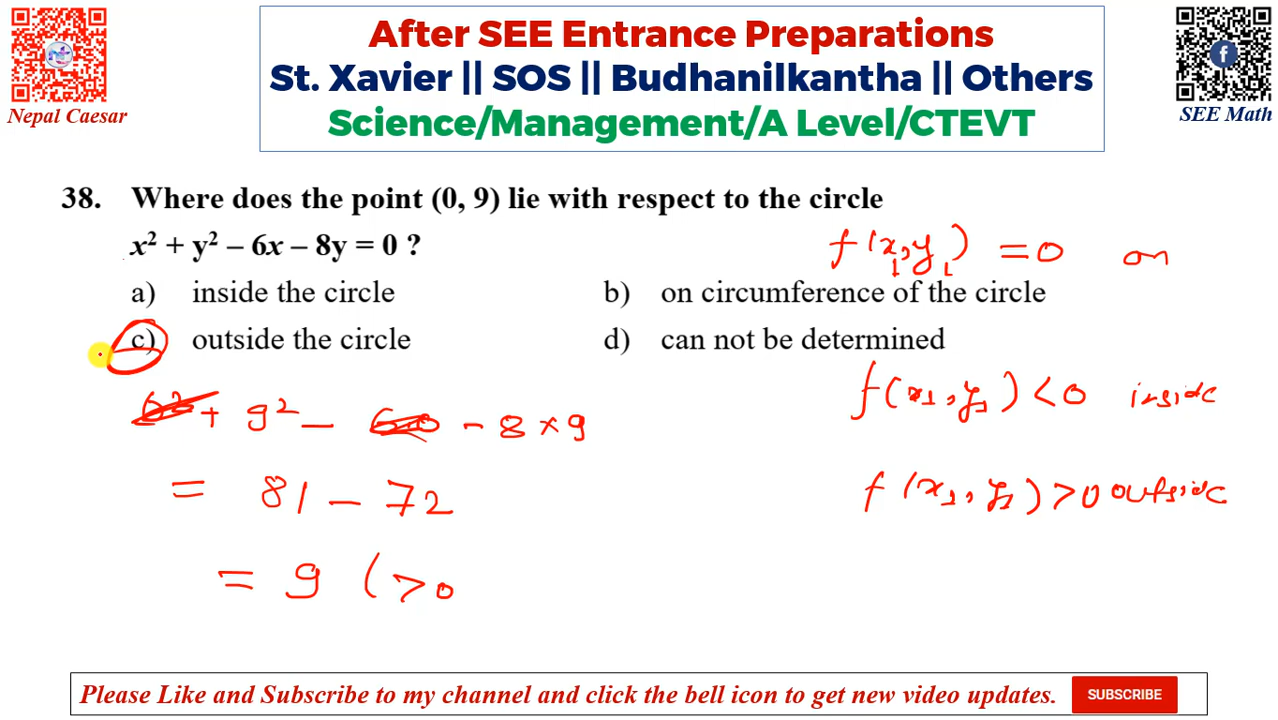 After SEE Entrance Preparations
St. Xavier || SOS || Budhanilkantha || Others
Science/Management/A Level/CTEVT
Nepal Caesar
SEE Math
38. Where does the point (0, 9) lie with respect to the circle
x² + y² – 6x – 8y = 0 ?
f(x₁,y₁) = 0 on
a) inside the circle b) on circumference of the circle
c) outside the circle d) can not be determined
f(x₁,y₁) < 0 inside
+ 9² – - 8 × 9
= 81 – 72
f(x₁,y₁) > 0 outside
= 9 ( > 0
Please Like and Subscribe to my channel and click the bell icon to get new video updates. SUBSCRIBE